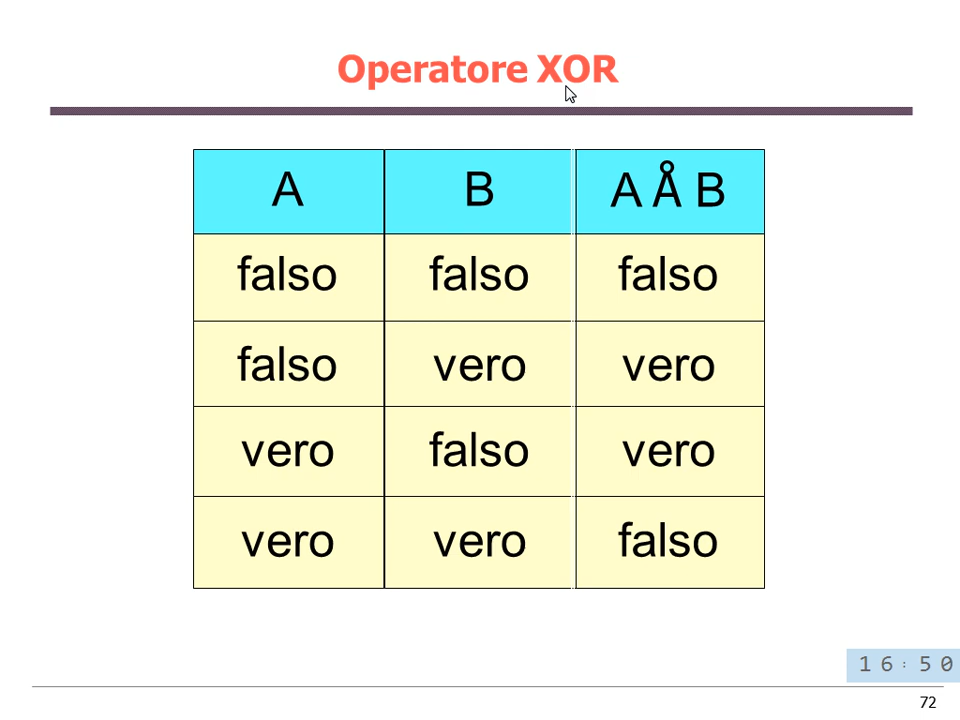 Operatore XOR
A B A Å B
falso falso falso
falso vero vero
vero falso vero
vero vero falso
16:50
72